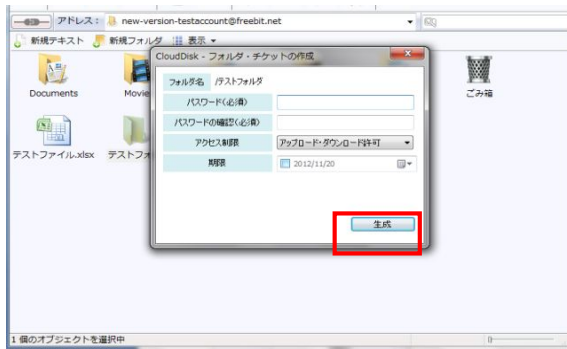 アドレス： new-version-testaccount@freebit.net
新規テキスト 新規フォルダ 表示
CloudDisk - フォルダ・チケットの作成
フォルダ名 /テストフォルダ
パスワード(必須)
パスワードの確認(必須)
アクセス制限 アップロード・ダウンロード許可
期限 2012/11/20
生成
Documents
Movie
ごみ箱
テストファイル.xlsx
テストフォ
1 個のオブジェクトを選択中